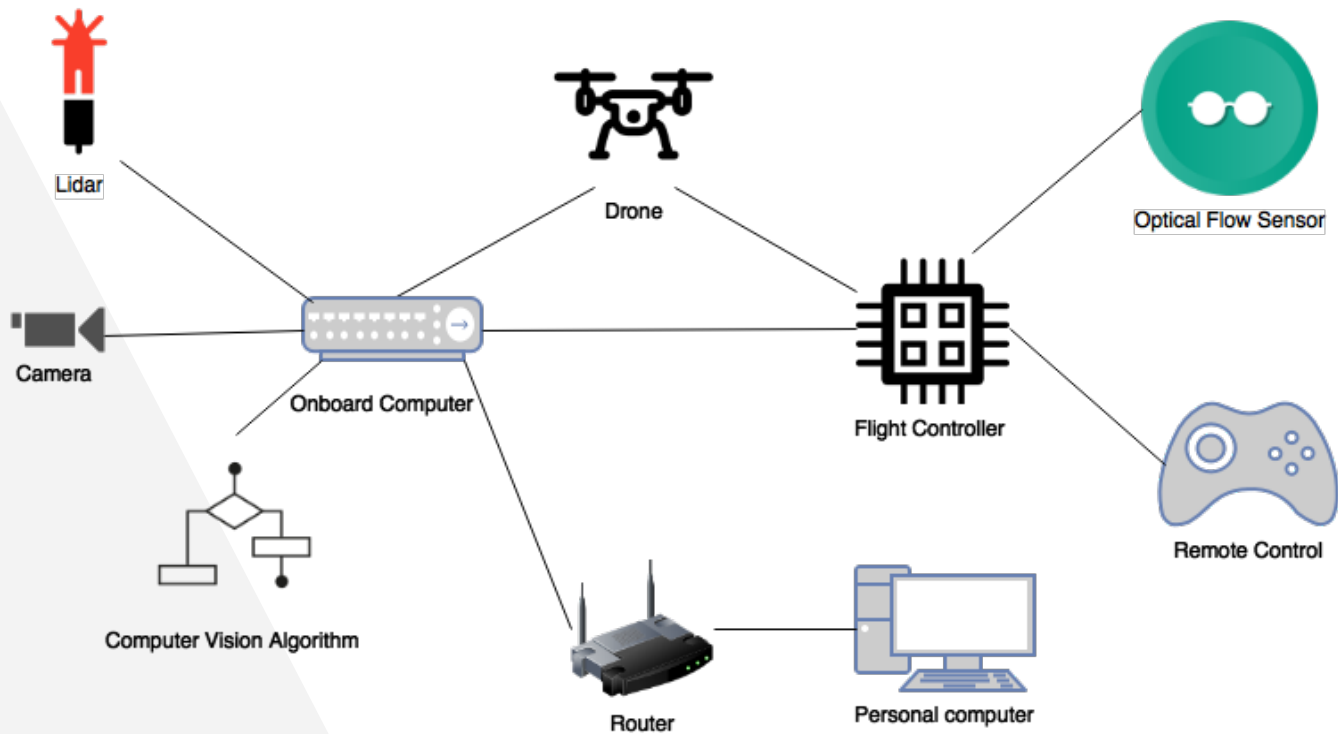 Lidar
Drone
Optical Flow Sensor
Camera
Onboard Computer
Flight Controller
Remote Control
Computer Vision Algorithm
Router
Personal computer